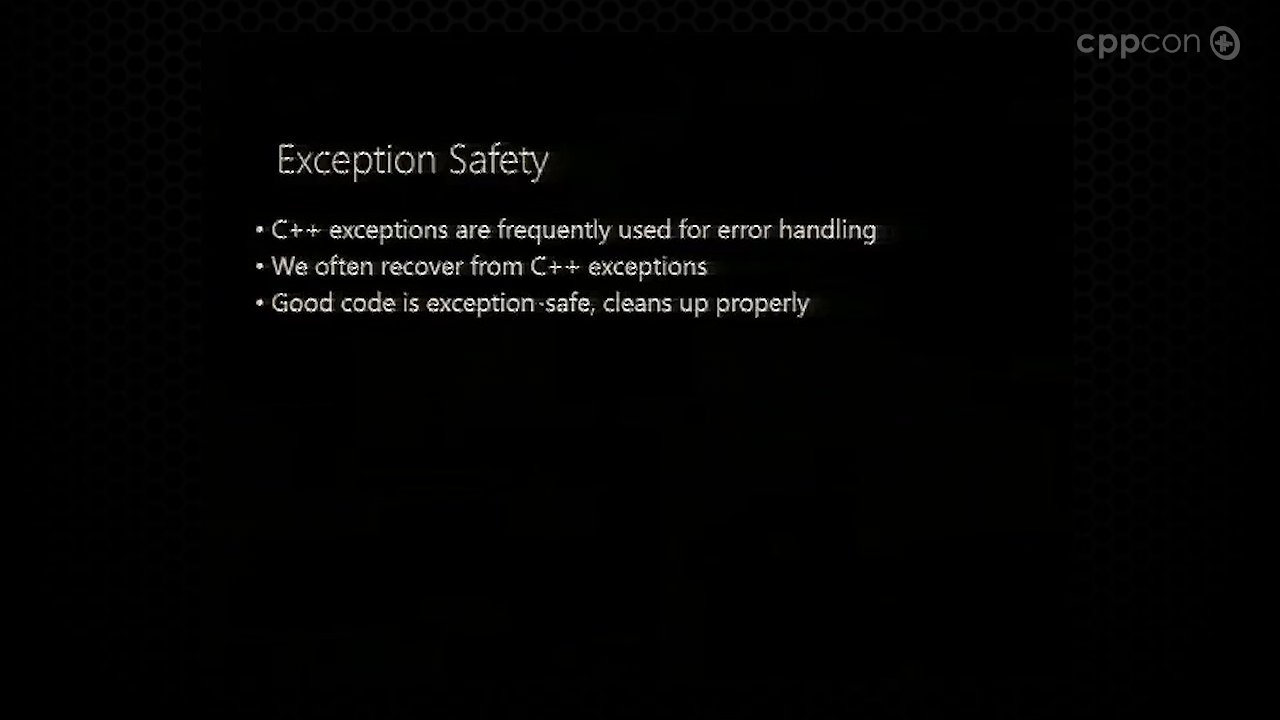 cppcon
Exception Safety
• C++ exceptions are frequently used for error handling
• We often recover from C++ exceptions
• Good code is exception-safe, cleans up properly